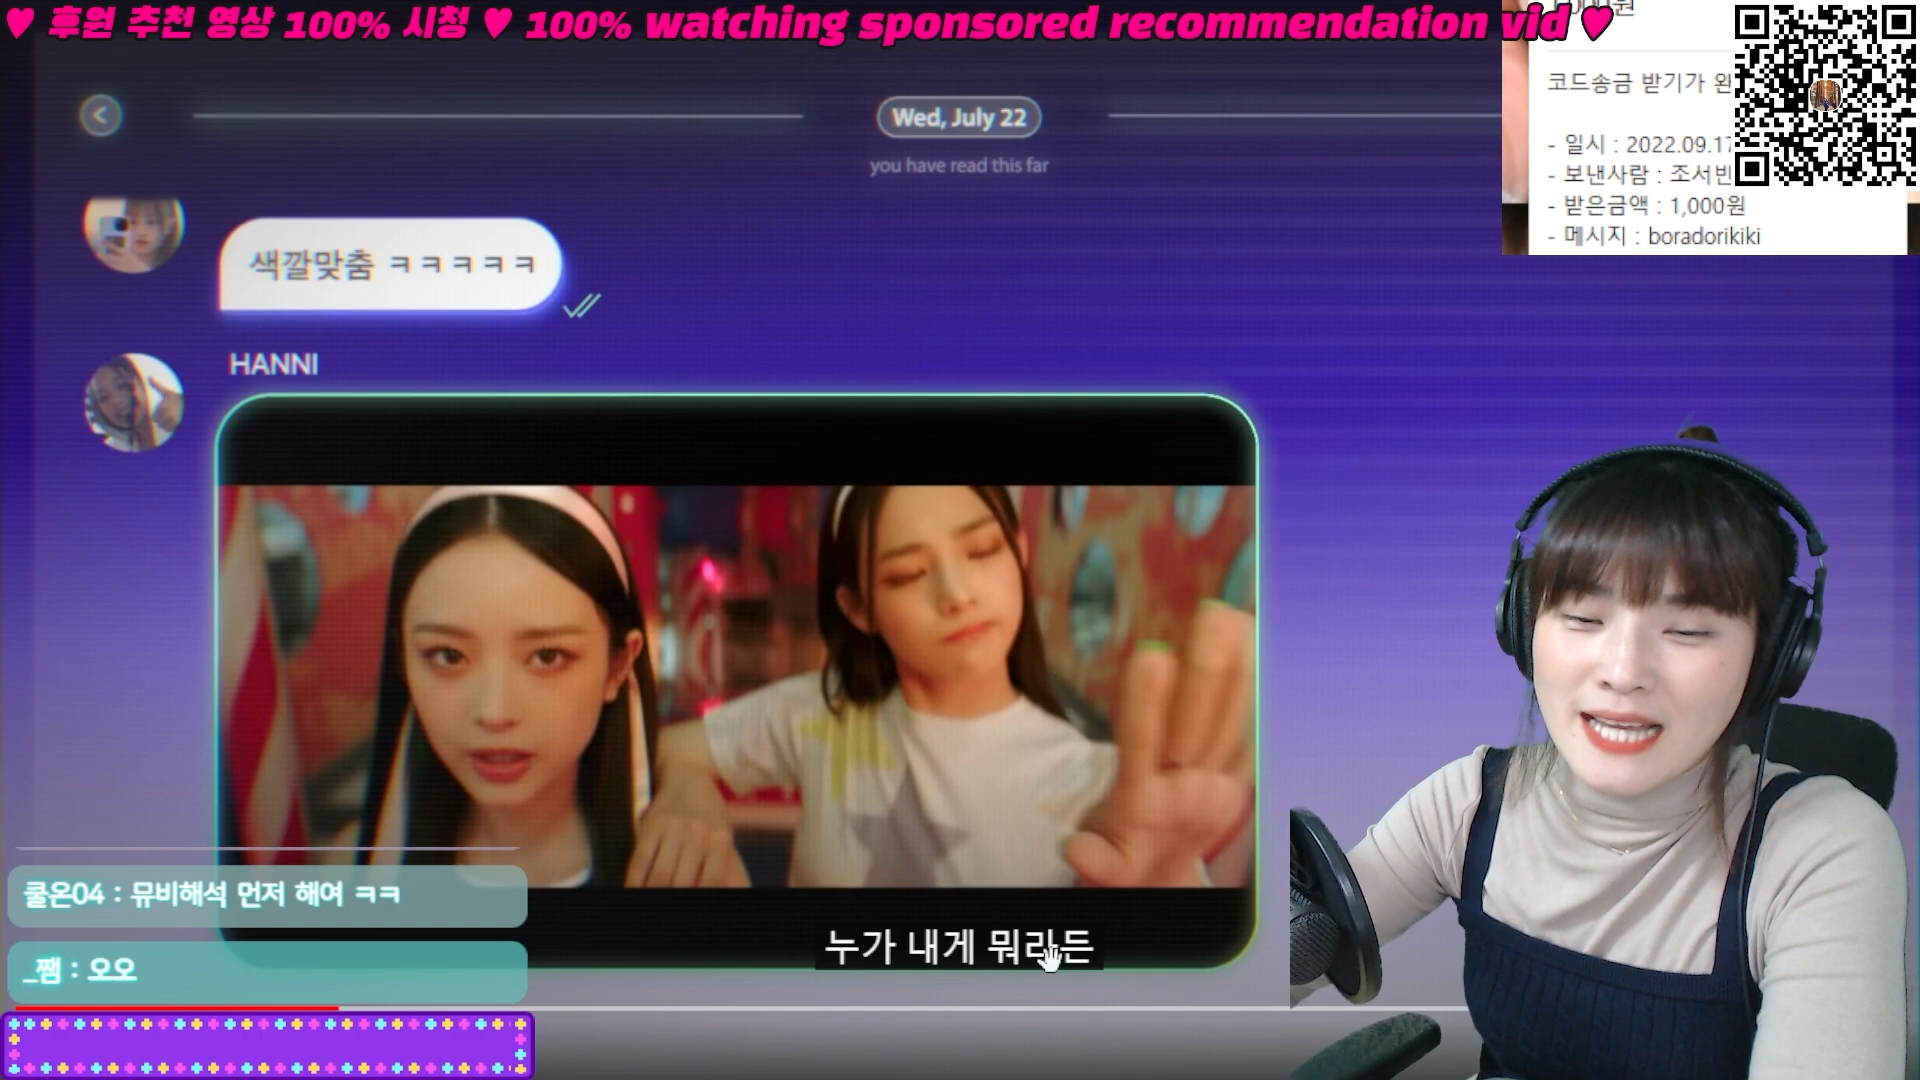 ♥ 후원 추천 영상 100% 시청 ♥ 100% watching sponsored recommendation vid ♥
코드송금 받기가 완
- 일시 : 2022.09.17
- 보낸사람 : 조서빈
- 받은금액 : 1,000원
- 메시지 : boradorikiki
Wed, July 22
you have read this far
색깔맞춤 ㅋㅋㅋㅋㅋ
HANNI
누가 내게 뭐라든
쿨온04 : 뮤비해석 먼저 해여 ㅋㅋ
_쨈 : 오오